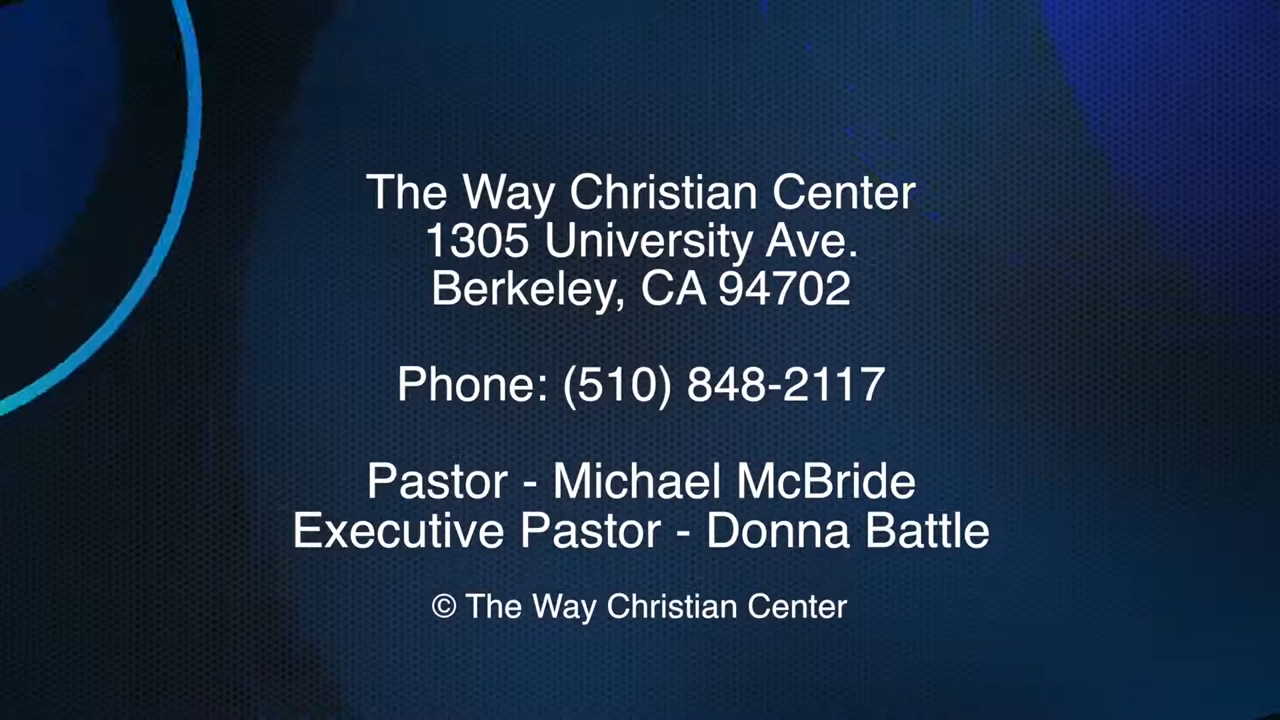 The Way Christian Center
1305 University Ave.
Berkeley, CA 94702
Phone: (510) 848-2117
Pastor - Michael McBride
Executive Pastor - Donna Battle
© The Way Christian Center